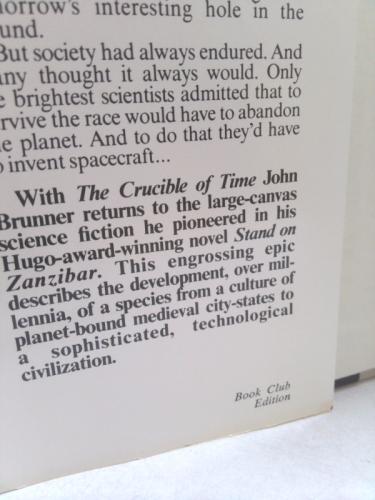 morrow's interesting hole in the
ound.
But society had always endured. And
any thought it always would. Only
e brightest scientists admitted that to
rvive the race would have to abandon
he planet. And to do that they'd have
o invent spacecraft...
With The Crucible of Time John
Brunner returns to the large-canvas
science fiction he pioneered in his
Hugo-award-winning novel Stand on
Zanzibar. This engrossing epic
describes the development, over mil-
lennia, of a species from a culture of
planet-bound medieval city-states to
a sophisticated, technological
civilization.
Book Club
Edition